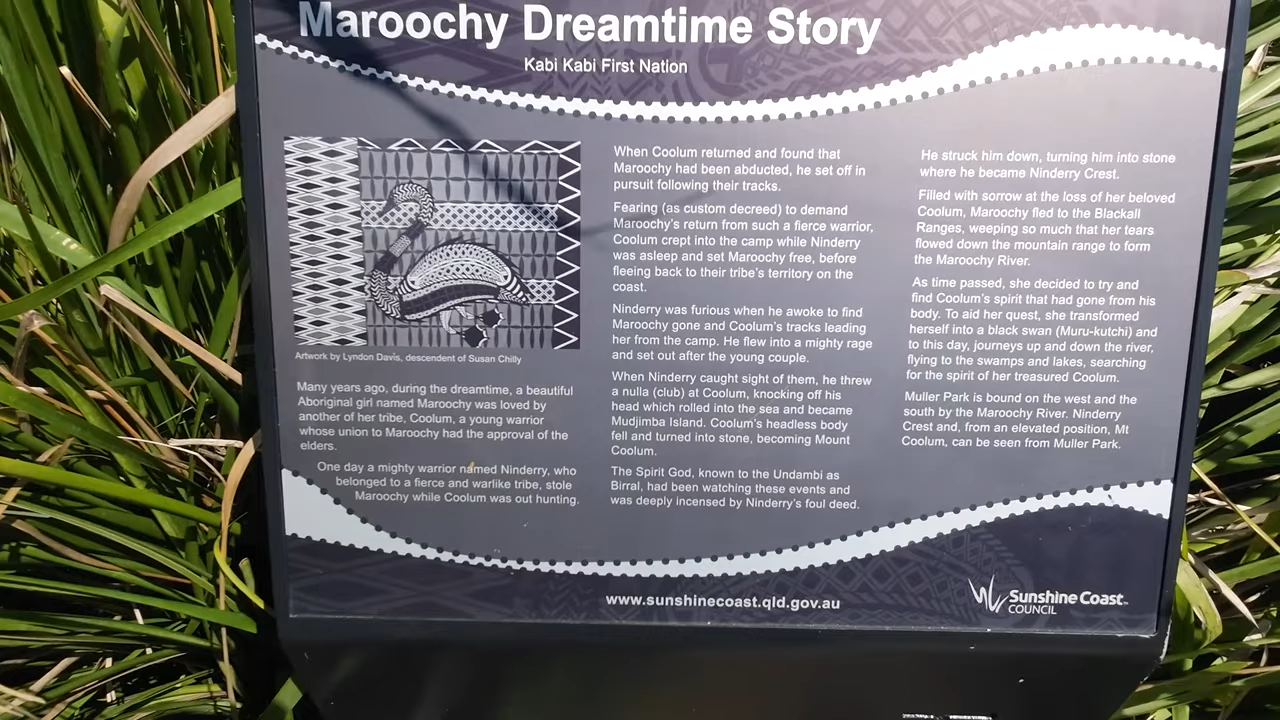 Maroochy Dreamtime Story
Kabi Kabi First Nation
Artwork by Lyndon Davis, descendent of Susan Chilly
Many years ago, during the dreamtime, a beautiful
Aboriginal girl named Maroochy was loved by
another of her tribe, Coolum, a young warrior
whose union to Maroochy had the approval of the
elders.
One day a mighty warrior named Ninderry, who
belonged to a fierce and warlike tribe, stole
Maroochy while Coolum was out hunting.
When Coolum returned and found that
Maroochy had been abducted, he set off in
pursuit following their tracks.
Fearing (as custom decreed) to demand
Maroochy's return from such a fierce warrior,
Coolum crept into the camp while Ninderry
was asleep and set Maroochy free, before
fleeing back to their tribe's territory on the
coast.
Ninderry was furious when he awoke to find
Maroochy gone and Coolum's tracks leading
her from the camp. He flew into a mighty rage
and set out after the young couple.
When Ninderry caught sight of them, he threw
a nulla (club) at Coolum, knocking off his
head which rolled into the sea and became
Mudjimba Island. Coolum's headless body
fell and turned into stone, becoming Mount
Coolum.
The Spirit God, known to the Undambi as
Birral, had been watching these events and
was deeply incensed by Ninderry's foul deed.
He struck him down, turning him into stone
where he became Ninderry Crest.
Filled with sorrow at the loss of her beloved
Coolum, Maroochy fled to the Blackall
Ranges, weeping so much that her tears
flowed down the mountain range to form
the Maroochy River.
As time passed, she decided to try and
find Coolum's spirit that had gone from his
body. To aid her quest, she transformed
herself into a black swan (Muru-kutchi) and
to this day, journeys up and down the river,
flying to the swamps and lakes, searching
for the spirit of her treasured Coolum.
Muller Park is bound on the west and the
south by the Maroochy River. Ninderry
Crest and, from an elevated position, Mt
Coolum, can be seen from Muller Park.
www.sunshinecoast.qld.gov.au
Sunshine Coast
COUNCIL